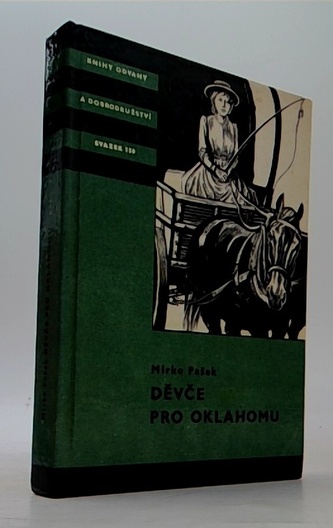 KNIHY ODVAHY
A DOBRODRUŽSTVÍ
SVAZEK 130
Mirko Pašek
DĚVČE
PRO OKLAHOMU